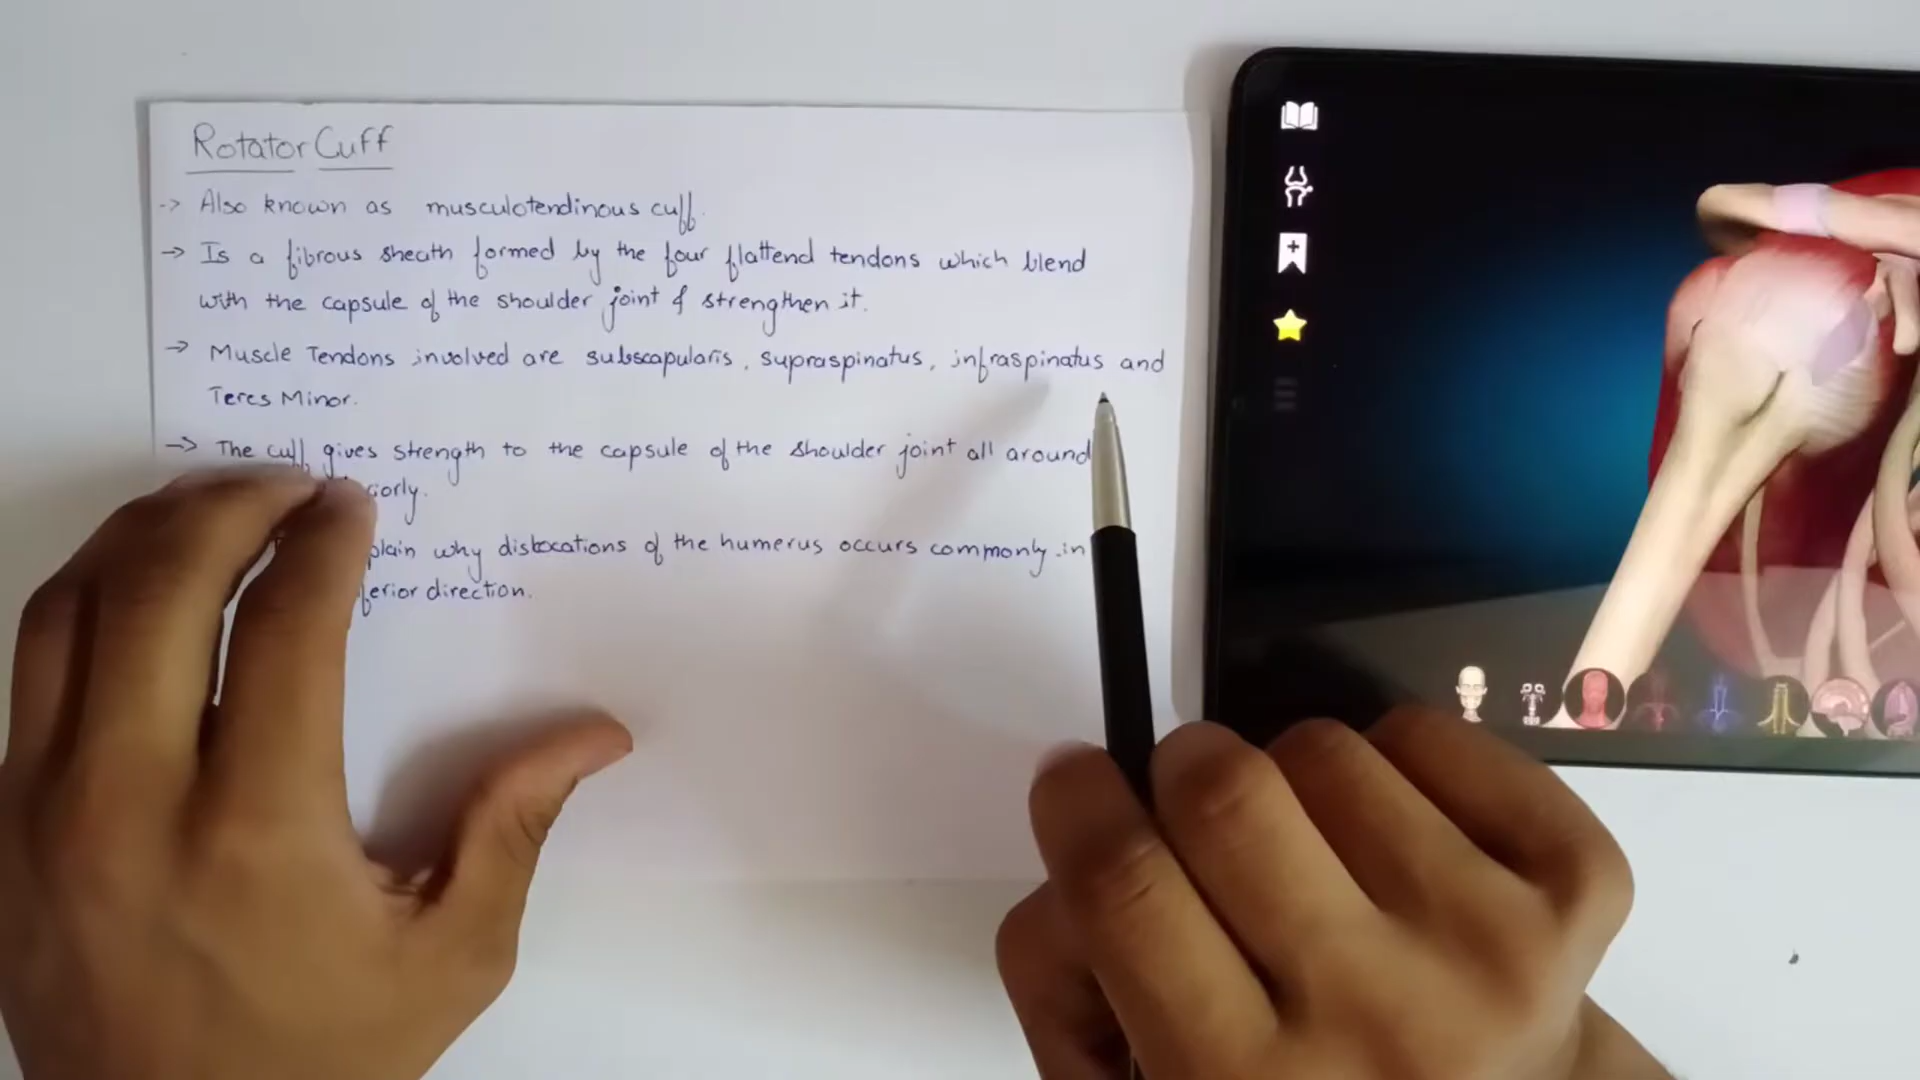 Rotator Cuff
-> Also known as musculotendinous cuff.
-> Is a fibrous sheath formed by the four flattend tendons which blend
with the capsule of the shoulder joint & strengthen it.
-> Muscle Tendons involved are subscapularis, supraspinatus, infraspinatus and
Teres Minor.
-> The cuff gives strength to the capsule of the shoulder joint all around
iorly.
plain why dislocations of the humerus occurs commonly in
ferior direction.